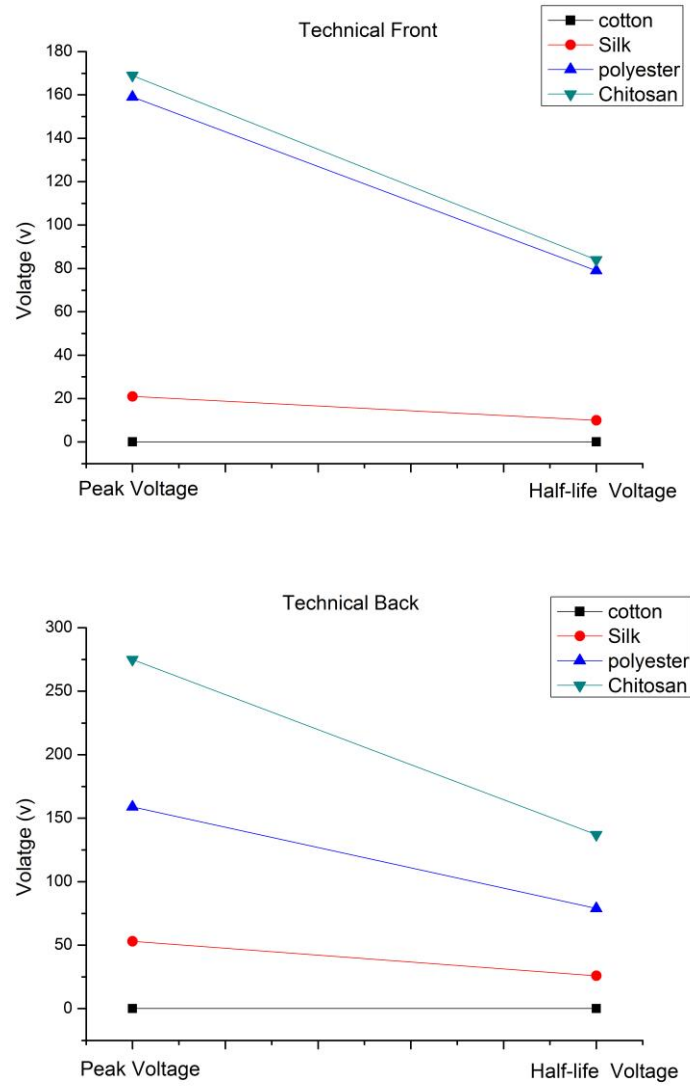 Technical Front
cotton
Silk
polyester
Chitosan
180
160
140
120
100
80
60
40
20
0
Volatge (v)
Peak Voltage
Half-life Voltage
Technical Back
cotton
Silk
polyester
Chitosan
300
250
200
150
100
50
0
Volatge (v)
Peak Voltage
Half-life Voltage